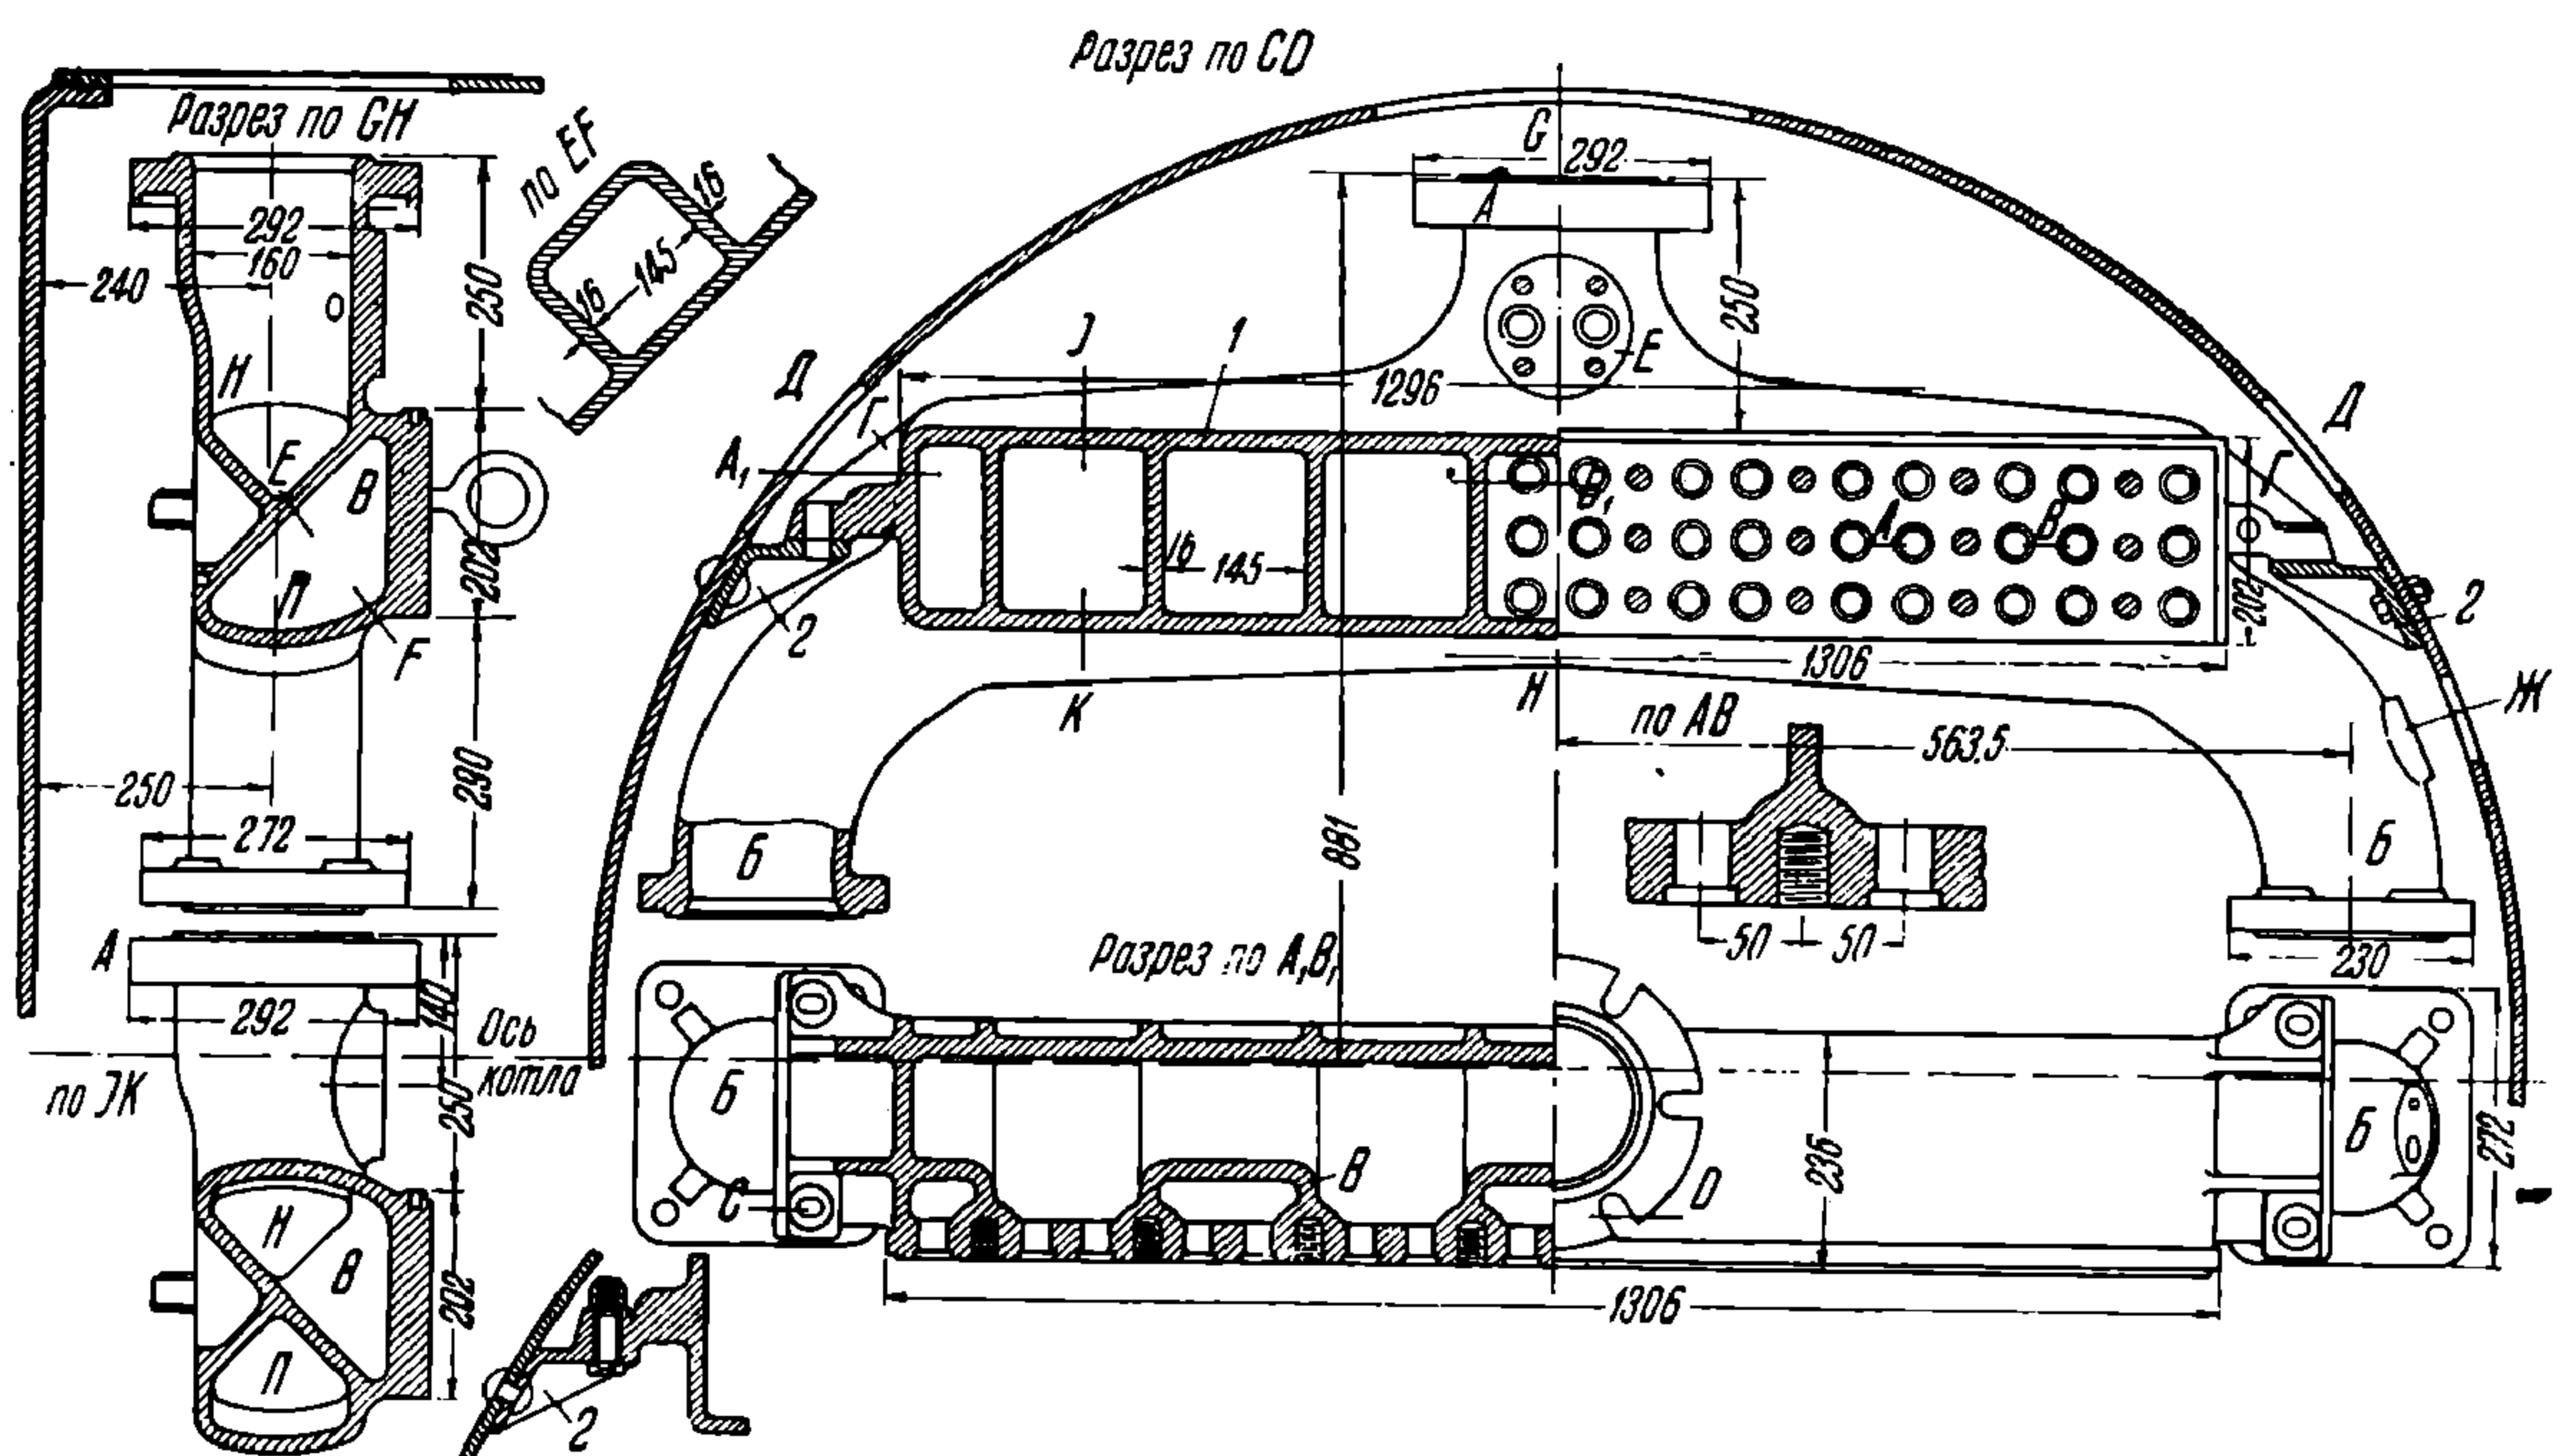 Разрез по CD
Разрез по GH
по EF
G
292
A
16
145
16
292
160
240
250
O
H
E
B
П
F
202
290
250
272
A
292
140
Ось
котла
250
по JK
H
B
П
202
2
Д
Г
J
1
1296
E
250
Д
Г
A₁
B₁
A
B
16
145
2
202
2
1306
K
H
по AB
563,5
Ж
881
Б
Б
50
50
230
Разрез по A₁B₁
Б
C
B
D
236
Б
272
1306